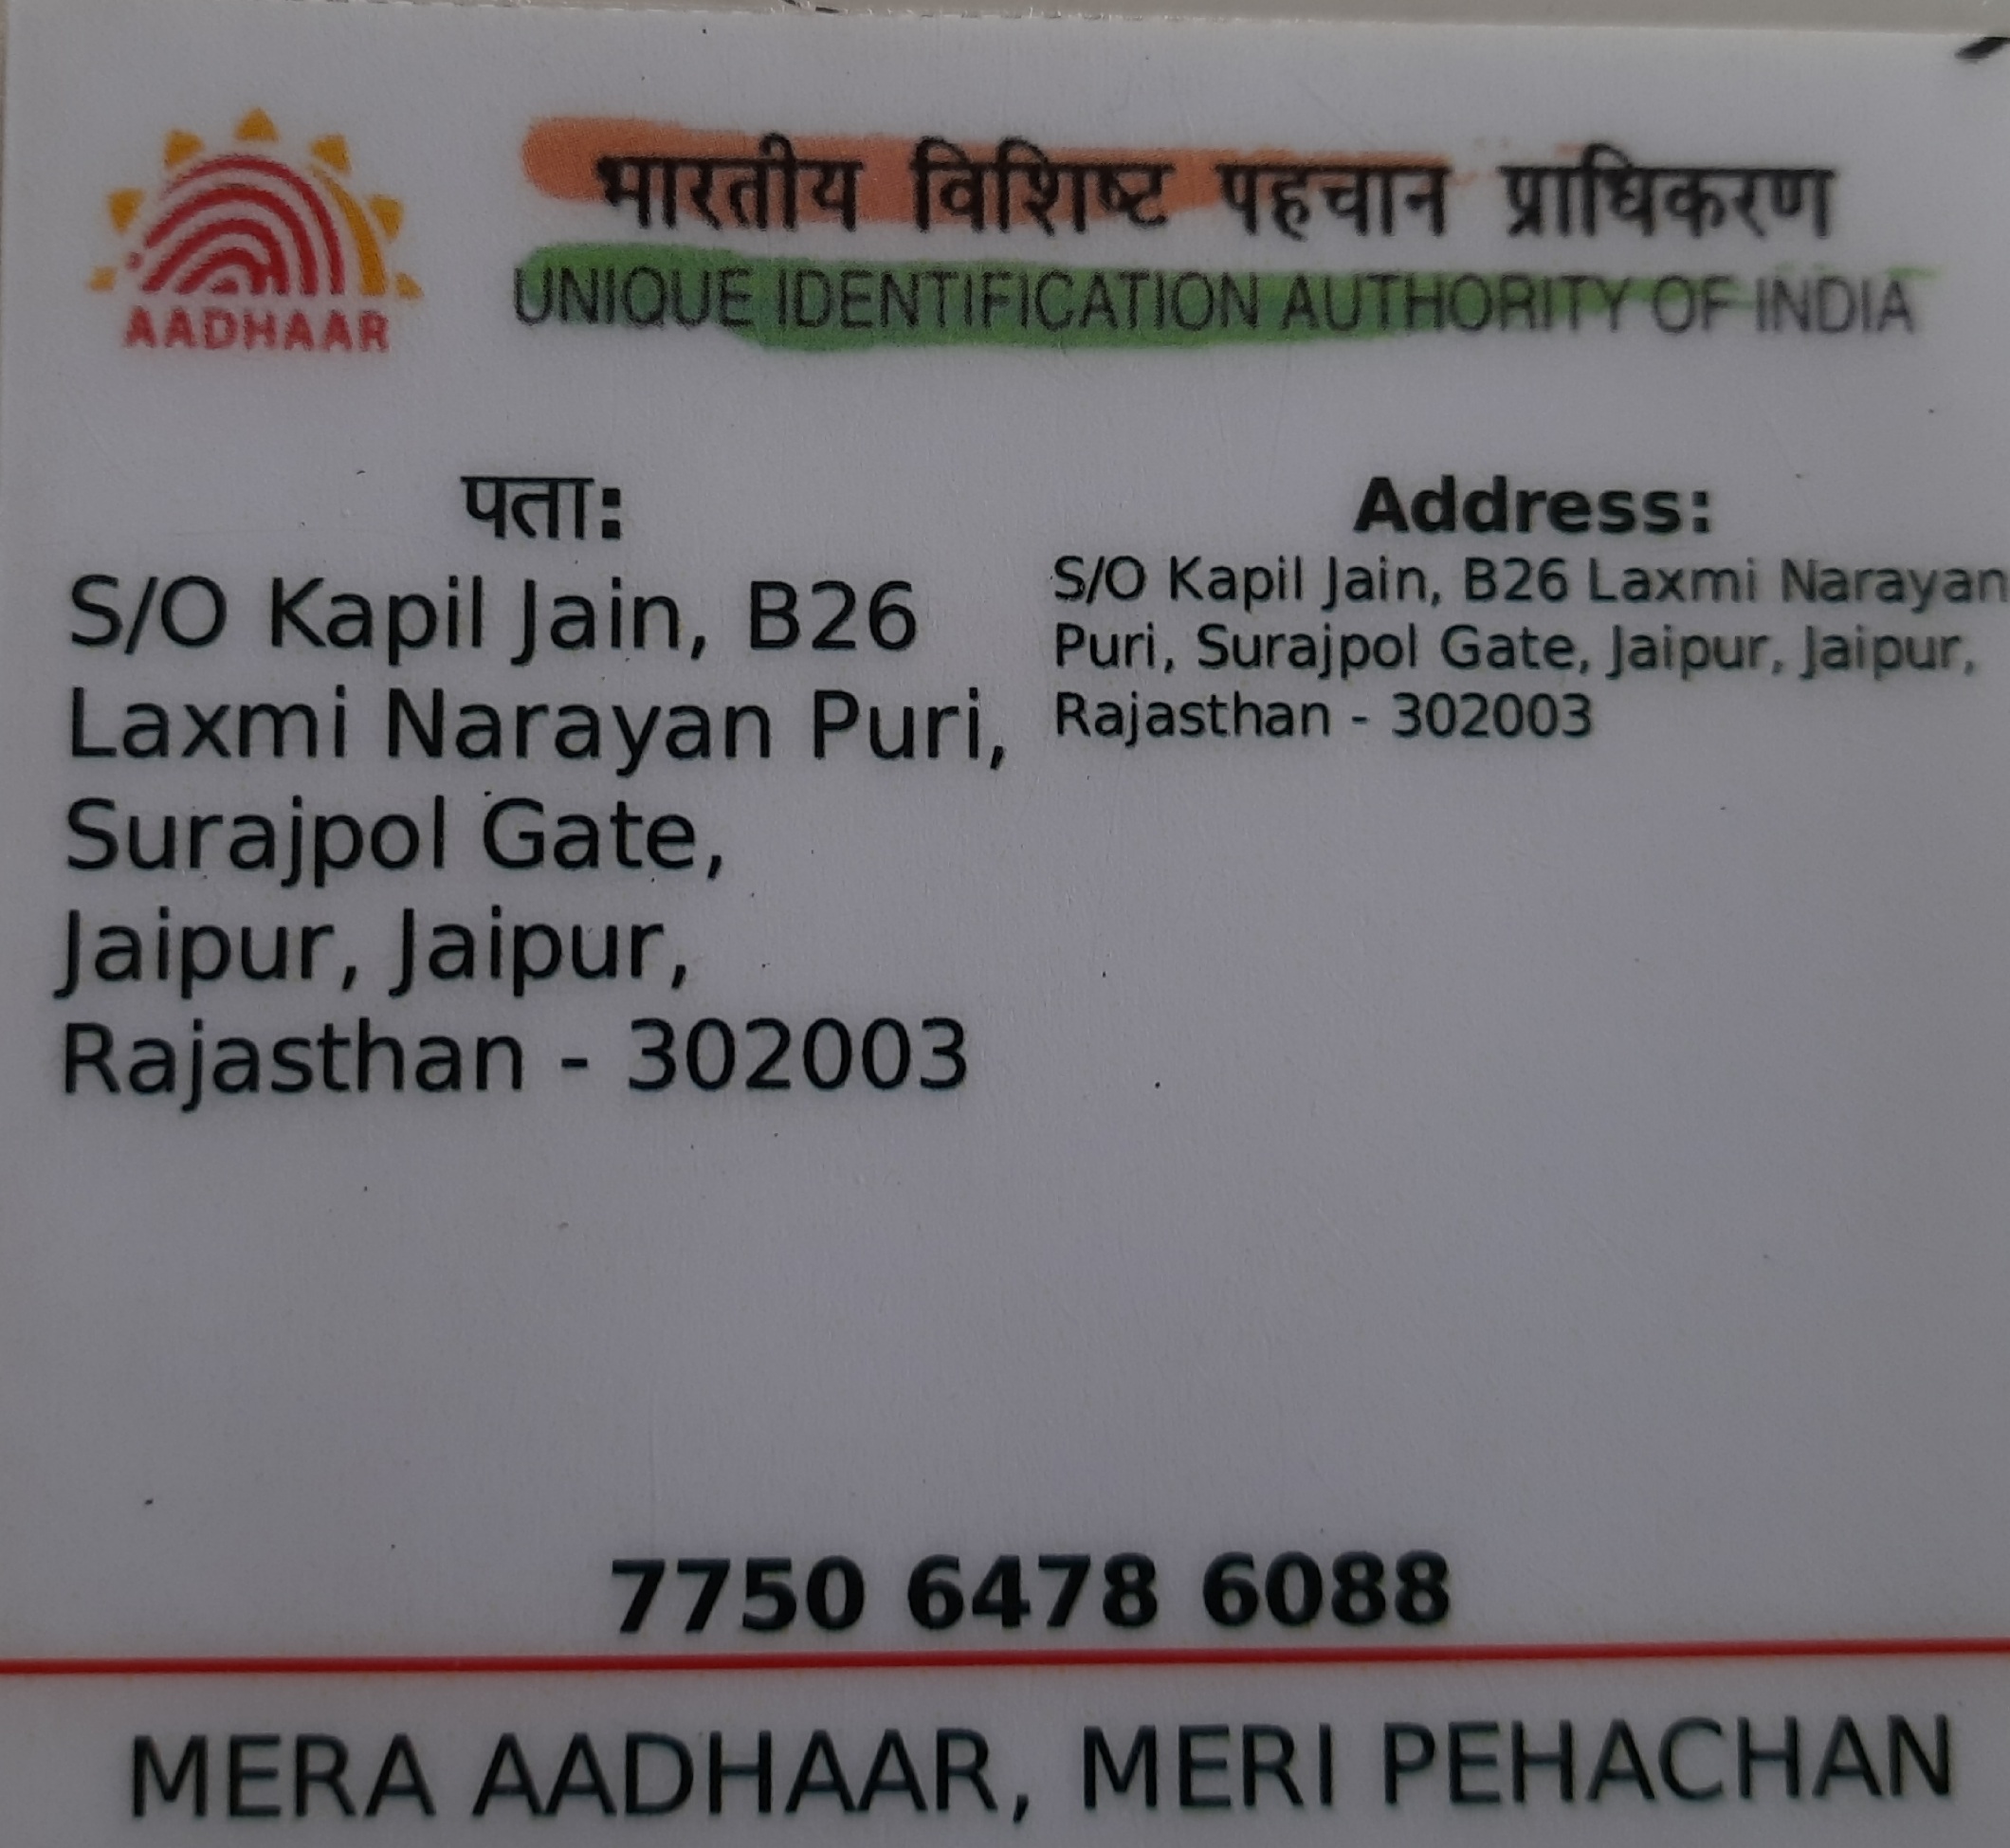 AADHAAR
भारतीय विशिष्ट पहचान प्राधिकरण
UNIQUE IDENTIFICATION AUTHORITY OF INDIA
पता:
S/O Kapil Jain, B26
Laxmi Narayan Puri,
Surajpol Gate,
Jaipur, Jaipur,
Rajasthan - 302003
Address:
S/O Kapil Jain, B26 Laxmi Narayan
Puri, Surajpol Gate, Jaipur, Jaipur,
Rajasthan - 302003
7750 6478 6088
MERA AADHAAR, MERI PEHACHAN